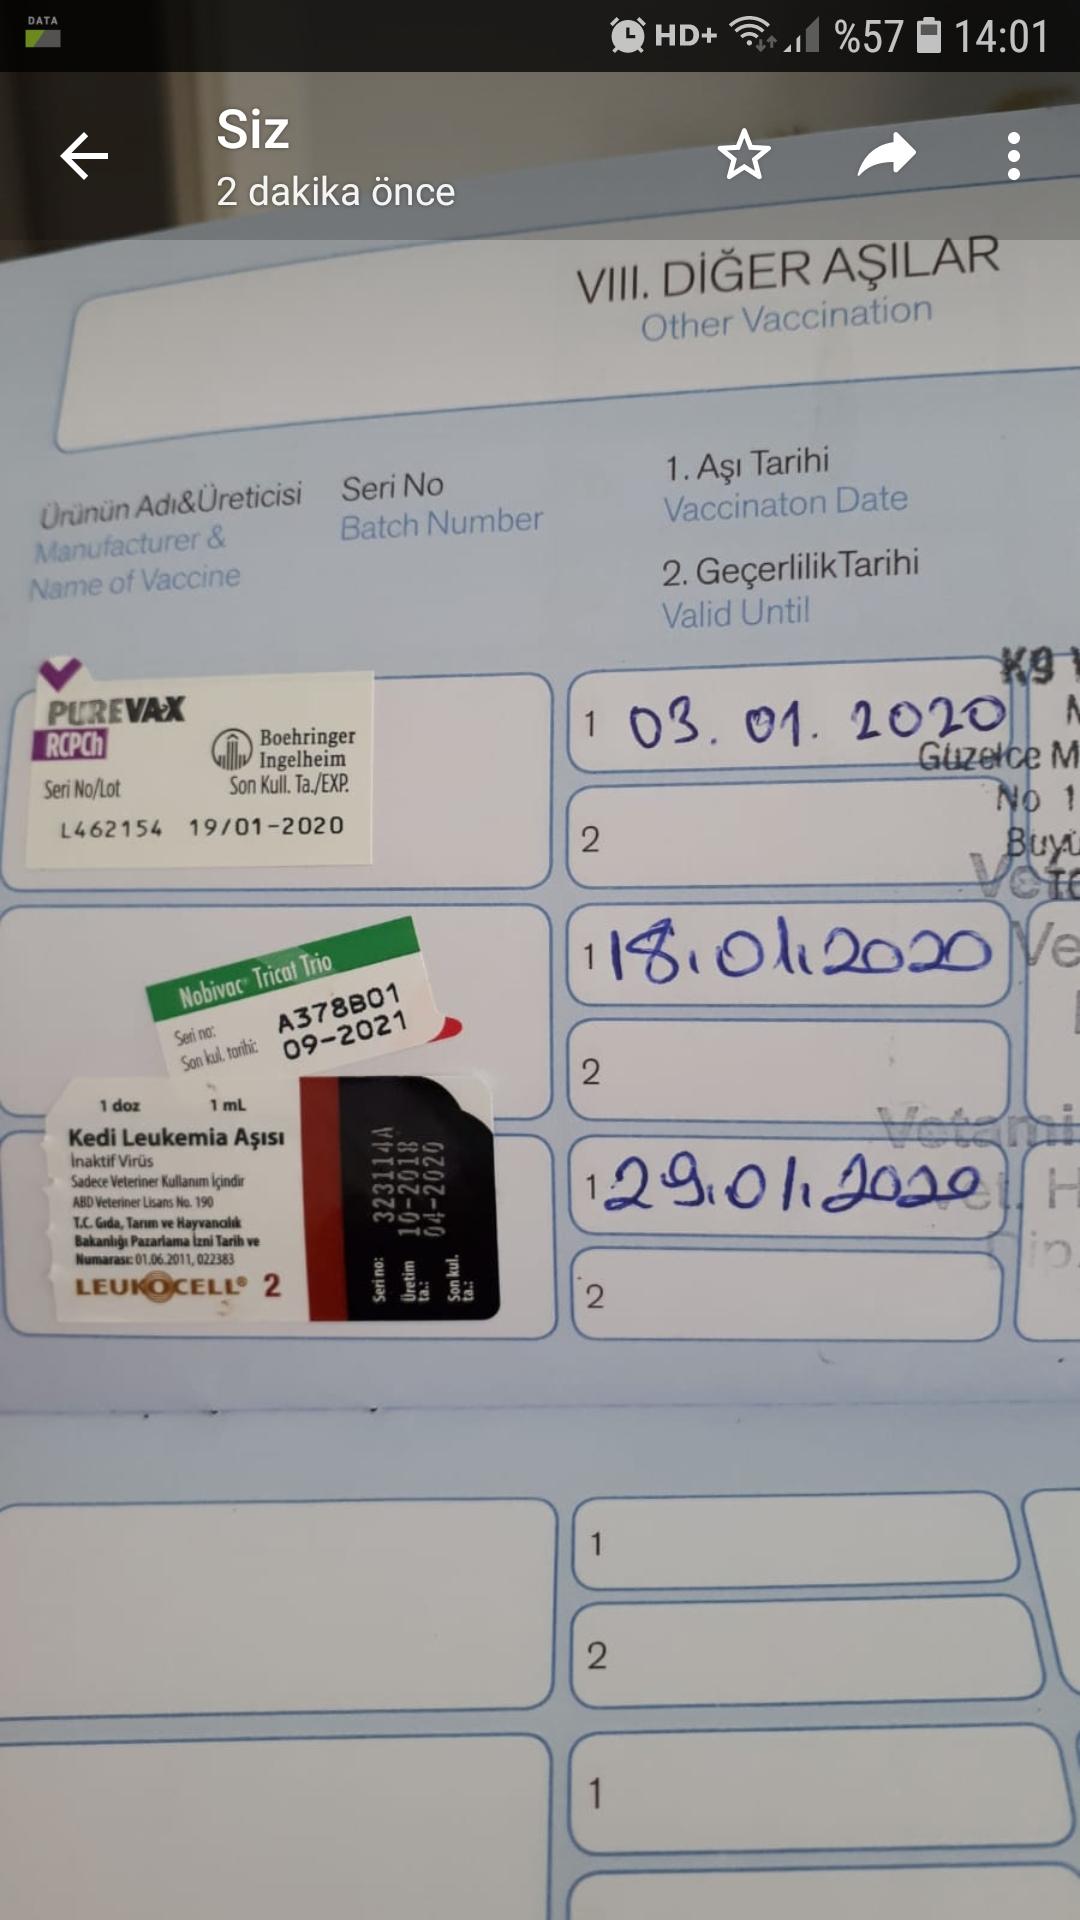 DATA
HD+ %57 14:01
Siz
2 dakika önce
VIII. DİĞER AŞILAR
Other Vaccination
Ürünün Adı&Üreticisi
Manufacturer &
Name of Vaccine
Seri No
Batch Number
1. Aşı Tarihi
Vaccinaton Date
2. GeçerlilikTarihi
Valid Until
PUREVAX
RCPCh
Boehringer
Ingelheim
Seri No/Lot
Son Kull. Ta./EXP.
L462154 19/01-2020
1 03.01.2020
2
K9
Güzelce M
No 1
Büyü
Nobivac Tricat Trio
Seri no: A378B01
Son kul. tarihi: 09-2021
1 18.01.2020
2
Vetami
1 doz 1 mL
Kedi Leukemia Aşısı
İnaktif Virüs
Sadece Veteriner Kullanım İçindir
ABD Veteriner Lisans No. 190
T.C. Gıda, Tarım ve Hayvancılık
Bakanlığı Pazarlama İzni Tarih ve
Numarası: 01.06.2011, 022383
LEUKOCELL® 2
Seri no: 323114A
Üretim ta.: 10-2018
Son kul. ta.: 04-2020
1 29.01.2020
2
1
2
1